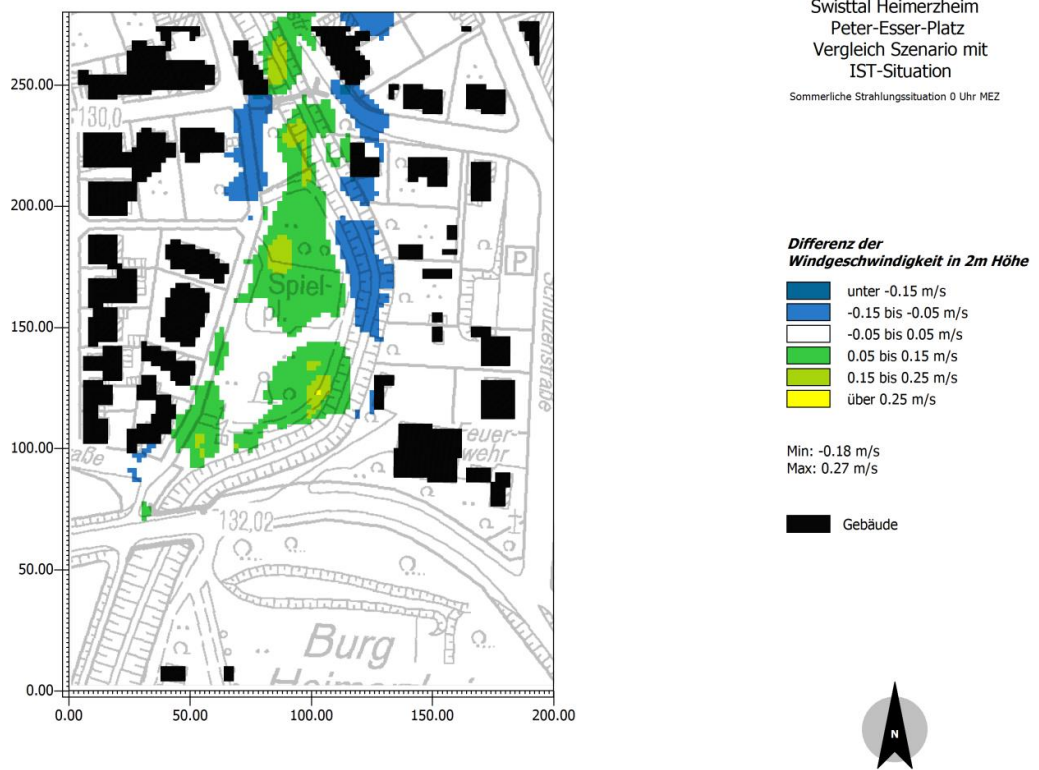 Swisttal Heimerzheim
Peter-Esser-Platz
Vergleich Szenario mit
IST-Situation
Sommerliche Strahlungssituation 0 Uhr MEZ
250.00
200.00
150.00
100.00
50.00
0.00
0.00 50.00 100.00 150.00 200.00
130,0
Spiel-
P
Schützenstraße
aße
Feuer-
wehr
132,02
Burg
Differenz der
Windgeschwindigkeit in 2m Höhe
unter -0.15 m/s
-0.15 bis -0.05 m/s
-0.05 bis 0.05 m/s
0.05 bis 0.15 m/s
0.15 bis 0.25 m/s
über 0.25 m/s
Min: -0.18 m/s
Max: 0.27 m/s
Gebäude
N